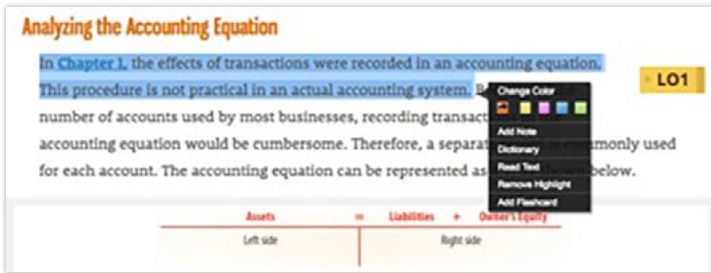 Analyzing the Accounting Equation
In Chapter 1, the effects of transactions were recorded in an accounting equation.
LO1
This procedure is not practical in an actual accounting system.
Change Color
number of accounts used by most businesses, recording
Add Note
accounting equation would be cumbersome. Therefore, a used
Dictionary
for each account. The accounting equation can be represented below.
Read Text
Remove Highlight
Add Flashcard
Assets = Liabilities + Owner's Equity
Left side Right side